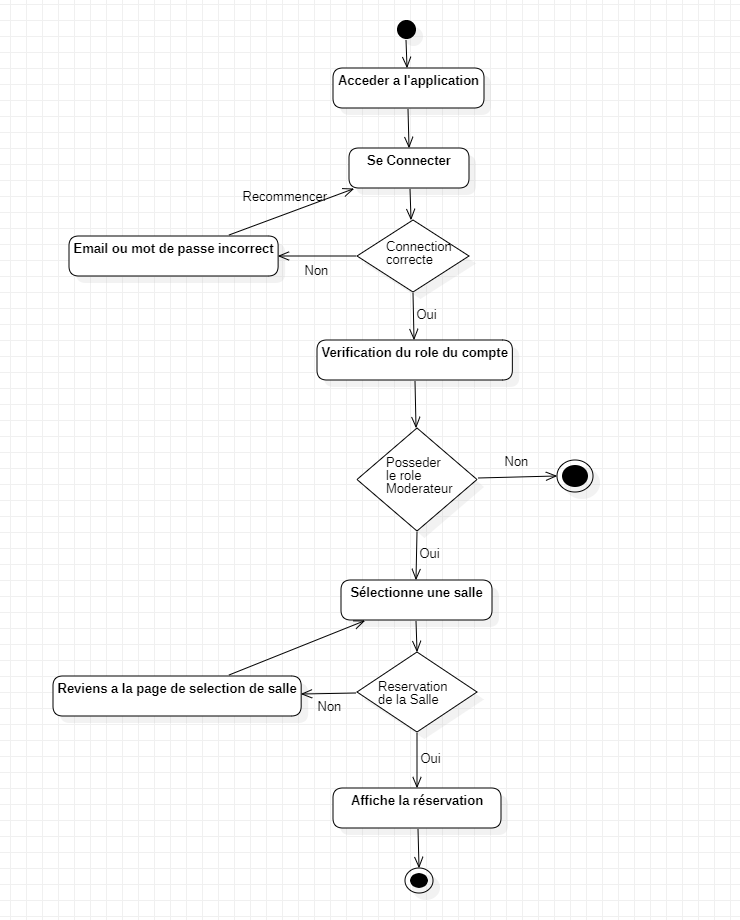 Acceder a l'application
Se Connecter
Recommencer
Email ou mot de passe incorrect
Connection
correcte
Non
Oui
Verification du role du compte
Posseder
le role
Moderateur
Non
Oui
Sélectionne une salle
Reviens a la page de selection de salle
Reservation
de la Salle
Non
Oui
Affiche la réservation